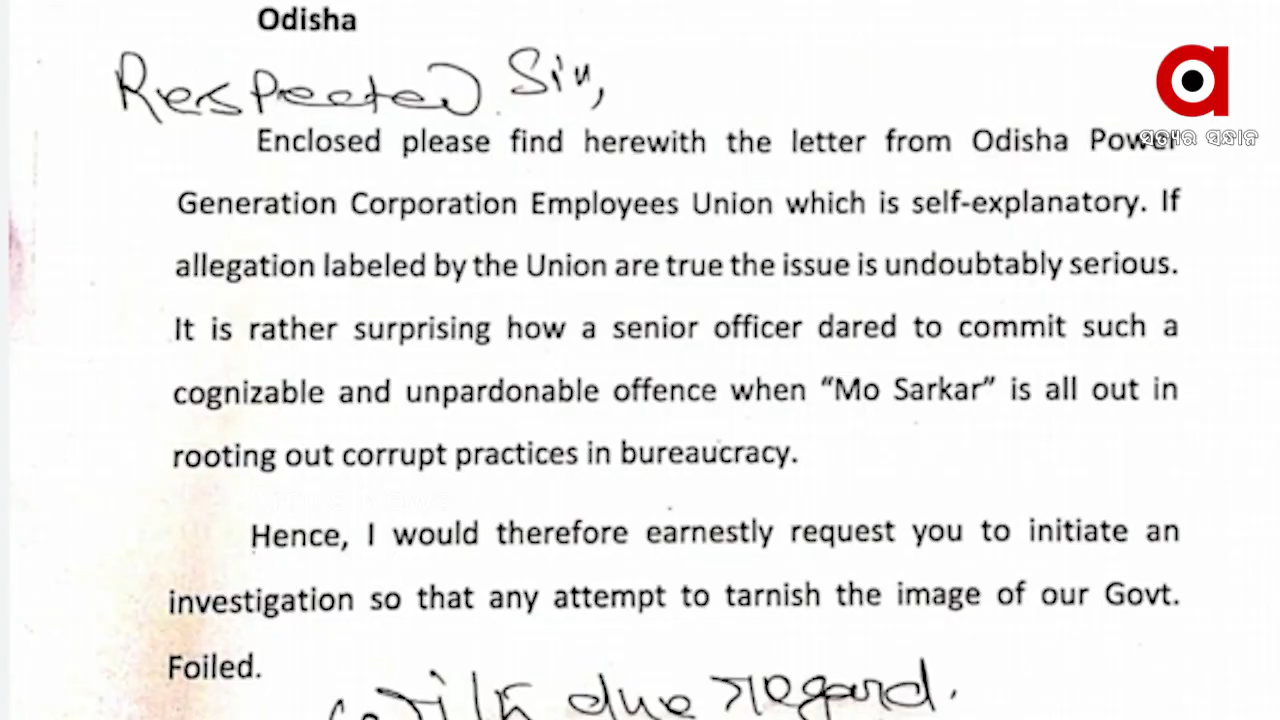 Odisha
Respected Sir,
Enclosed please find herewith the letter from Odisha Power
Generation Corporation Employees Union which is self-explanatory. If
allegation labeled by the Union are true the issue is undoubtably serious.
It is rather surprising how a senior officer dared to commit such a
cognizable and unpardonable offence when “Mo Sarkar” is all out in
rooting out corrupt practices in bureaucracy.
Hence, I would therefore earnestly request you to initiate an
investigation so that any attempt to tarnish the image of our Govt.
Foiled.
With due regard.